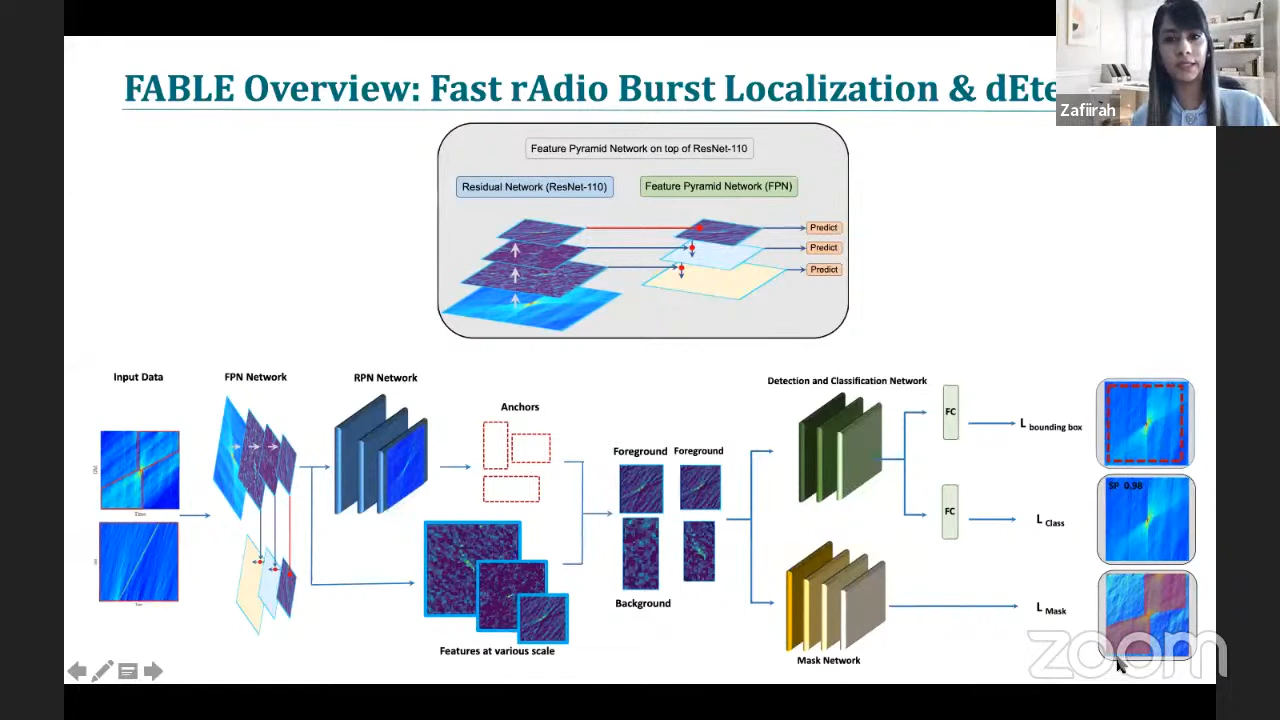 FABLE Overview: Fast rAdio Burst Localization & dEte
Zafiirah
Feature Pyramid Network on top of ResNet-110
Residual Network (ResNet-110)
Feature Pyramid Network (FPN)
Predict
Predict
Predict
Input Data
FPN Network
RPN Network
Anchors
Features at various scale
Foreground
Foreground
Background
Detection and Classification Network
FC
FC
Mask Network
L bounding box
L Class
L Mask
SP 0.98
DM
Time
zoom